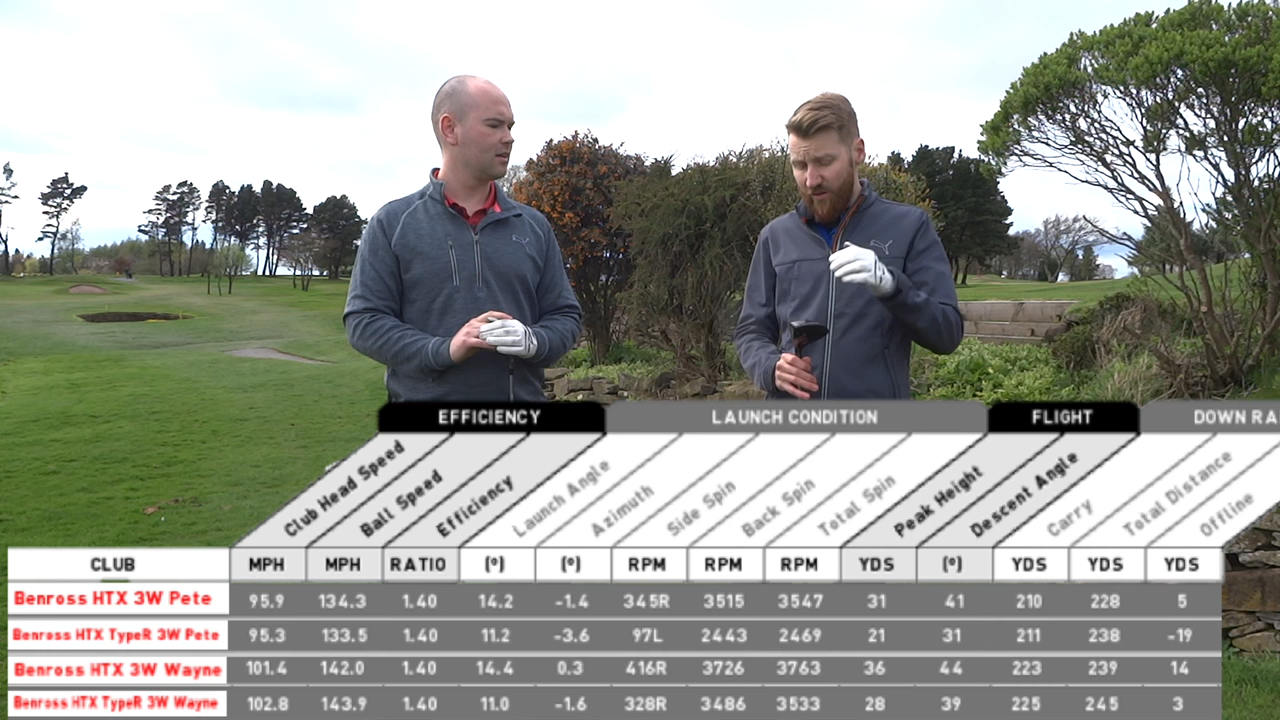 EFFICIENCY LAUNCH CONDITION FLIGHT DOWN RA
Club Head Speed Ball Speed Efficiency Launch Angle Azimuth Side Spin Back Spin Total Spin Peak Height Descent Angle Carry Total Distance Offline
CLUB MPH MPH RATIO (º) (º) RPM RPM RPM YDS (º) YDS YDS YDS
Benross HTX 3W Pete 95.9 134.3 1.40 14.2 -1.4 345R 3515 3547 31 41 210 228 5
Benross HTX TypeR 3W Pete 95.3 133.5 1.40 11.2 -3.6 97L 2443 2469 21 31 211 238 -19
Benross HTX 3W Wayne 101.4 142.0 1.40 14.4 0.3 416R 3726 3763 36 44 223 239 14
Benross HTX TypeR 3W Wayne 102.8 143.9 1.40 11.0 -1.6 328R 3486 3533 28 39 225 245 3